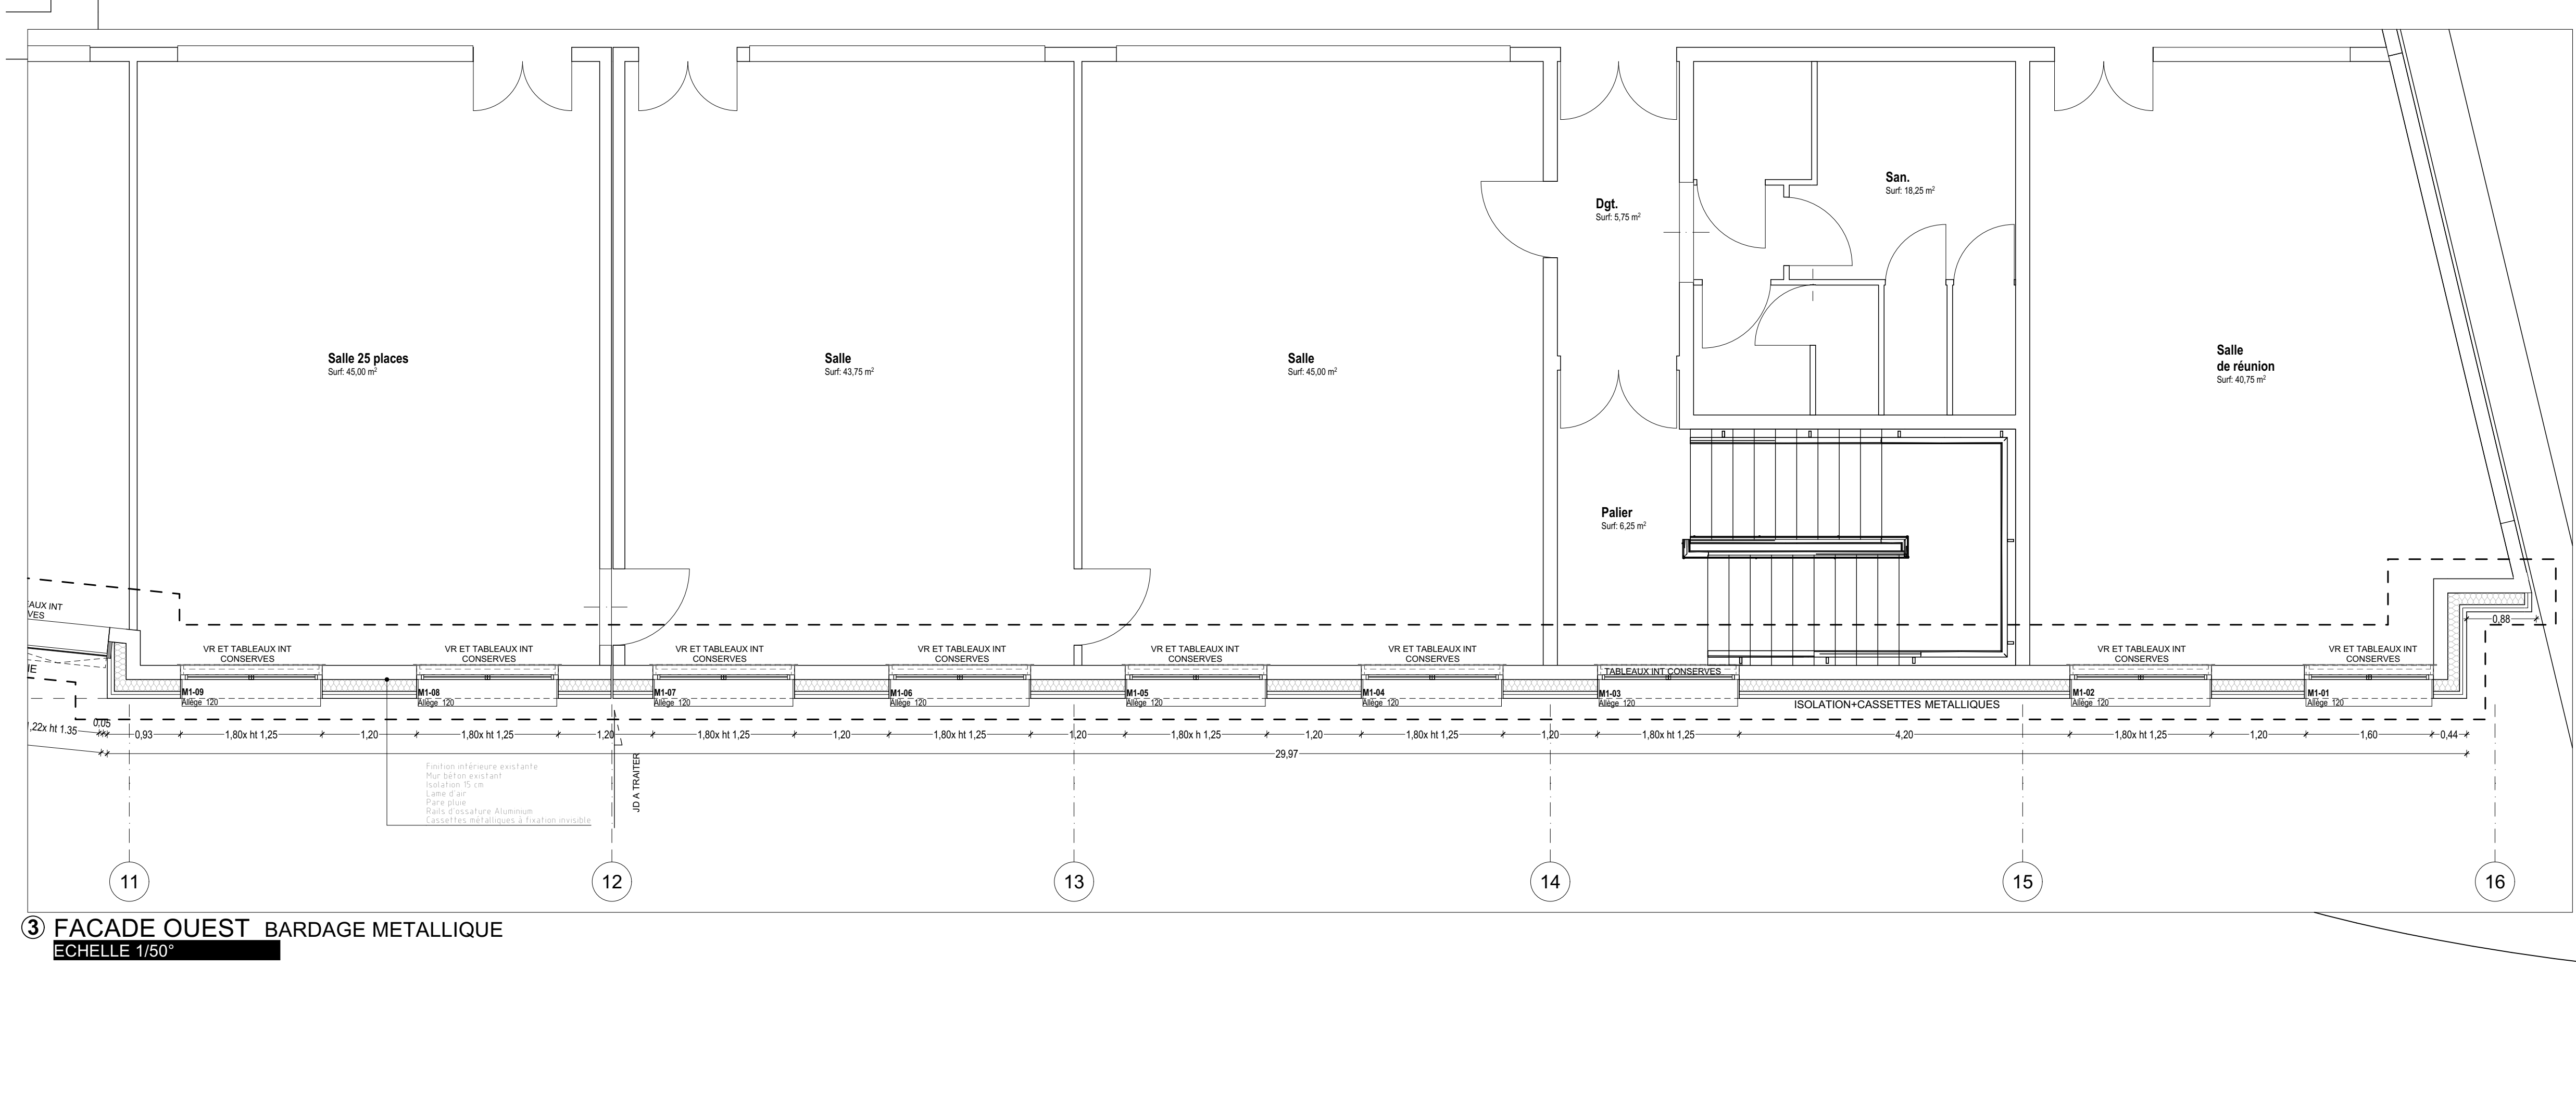 San.
Surf: 18,25 m²
Dgt.
Surf: 5,75 m²
Salle 25 places
Surf: 45,00 m²
Salle
Surf: 43,75 m²
Salle
Surf: 45,00 m²
Salle
de réunion
Surf: 40,75 m²
Palier
Surf: 6,25 m²
EAUX INT
VES
VR ET TABLEAUX INT
CONSERVES
VR ET TABLEAUX INT
CONSERVES
VR ET TABLEAUX INT
CONSERVES
VR ET TABLEAUX INT
CONSERVES
VR ET TABLEAUX INT
CONSERVES
VR ET TABLEAUX INT
CONSERVES
TABLEAUX INT CONSERVES
VR ET TABLEAUX INT
CONSERVES
VR ET TABLEAUX INT
CONSERVES
0,88
IE
M1-09
Allège 120
M1-08
Allège 120
M1-07
Allège 120
M1-06
Allège 120
M1-05
Allège 120
M1-04
Allège 120
M1-03
Allège 120
M1-02
Allège 120
M1-01
Allège 120
ISOLATION+CASSETTES METALLIQUES
1,22x ht 1.35
0,05
0,93
1,80x ht 1,25
1,20
1,80x ht 1,25
1,20
1,80x ht 1,25
1,20
1,80x ht 1,25
1,20
1,80x h 1,25
1,20
1,80x ht 1,25
1,20
1,80x ht 1,25
4,20
1,80x ht 1,25
1,20
1,60
0,44
29,97
Finition intérieure existante
Mur béton existant
Isolation 15 cm
Lame d'air
Pare pluie
Rails d'ossature Aluminium
Cassettes métalliques à fixation invisible
JD A TRAITER
11
12
13
14
15
16
3 FACADE OUEST BARDAGE METALLIQUE
ECHELLE 1/50°